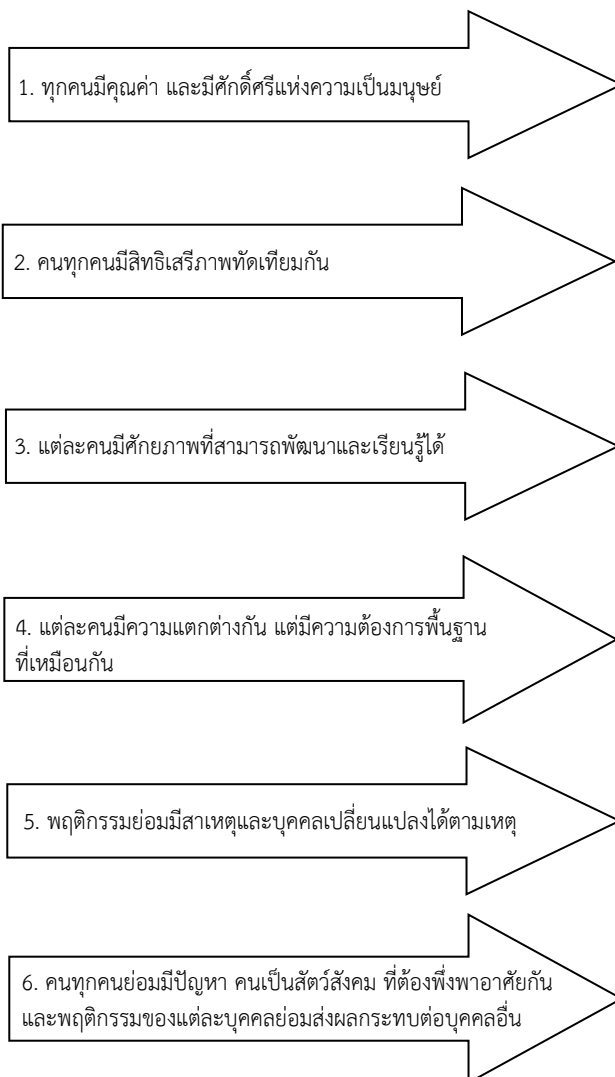 1. ทุกคนมีคุณค่า และมีศักดิ์ศรีแห่งความเป็นมนุษย์
2. คนทุกคนมีสิทธิเสรีภาพทัดเทียมกัน
3. แต่ละคนมีศักยภาพที่สามารถพัฒนาและเรียนรู้ได้
4. แต่ละคนมีความแตกต่างกัน แต่มีความต้องการพื้นฐาน
ที่เหมือนกัน
5. พฤติกรรมย่อมมีสาเหตุและบุคคลเปลี่ยนแปลงได้ตามเหตุ
6. คนทุกคนย่อมมีปัญหา คนเป็นสัตว์สังคม ที่ต้องพึ่งพาอาศัยกัน
และพฤติกรรมของแต่ละบุคคลย่อมส่งผลกระทบต่อบุคคลอื่น